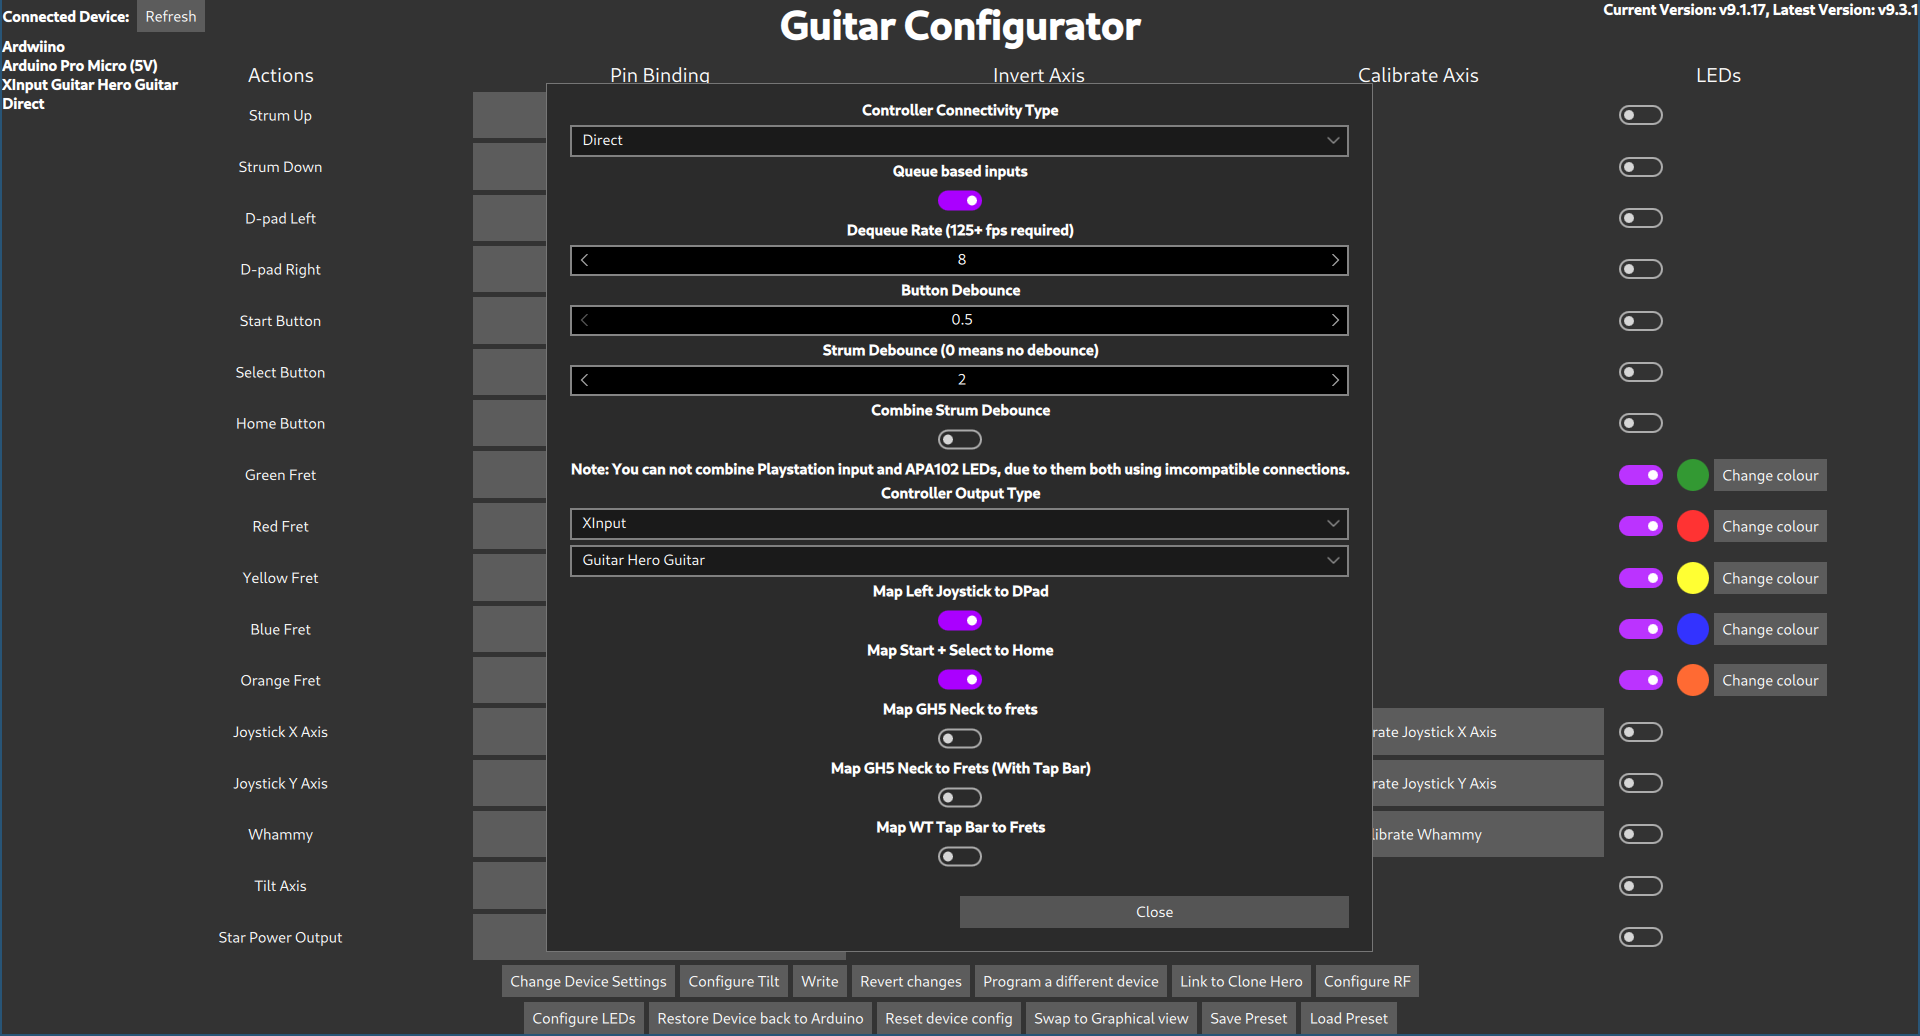 Connected Device: Refresh
Guitar Configurator
Current Version: v9.1.17, Latest Version: v9.3.1
Ardwiino
Arduino Pro Micro (5V)
XInput Guitar Hero Guitar
Direct
Actions
Pin Binding
Invert Axis
Calibrate Axis
LEDs
Strum Up
Strum Down
D-pad Left
D-pad Right
Start Button
Select Button
Home Button
Green Fret
Red Fret
Yellow Fret
Blue Fret
Orange Fret
Joystick X Axis
Joystick Y Axis
Whammy
Tilt Axis
Star Power Output
Controller Connectivity Type
Direct
Queue based inputs
Dequeue Rate (125+ fps required)
8
Button Debounce
0.5
Strum Debounce (0 means no debounce)
2
Combine Strum Debounce
Note: You can not combine Playstation input and APA102 LEDs, due to them both using imcompatible connections.
Controller Output Type
XInput
Guitar Hero Guitar
Map Left Joystick to DPad
Map Start + Select to Home
Map GH5 Neck to frets
Map GH5 Neck to Frets (With Tap Bar)
Map WT Tap Bar to Frets
Close
rate Joystick X Axis
rate Joystick Y Axis
librate Whammy
Change colour
Change colour
Change colour
Change colour
Change colour
Change Device Settings
Configure Tilt
Write
Revert changes
Program a different device
Link to Clone Hero
Configure RF
Configure LEDs
Restore Device back to Arduino
Reset device config
Swap to Graphical view
Save Preset
Load Preset